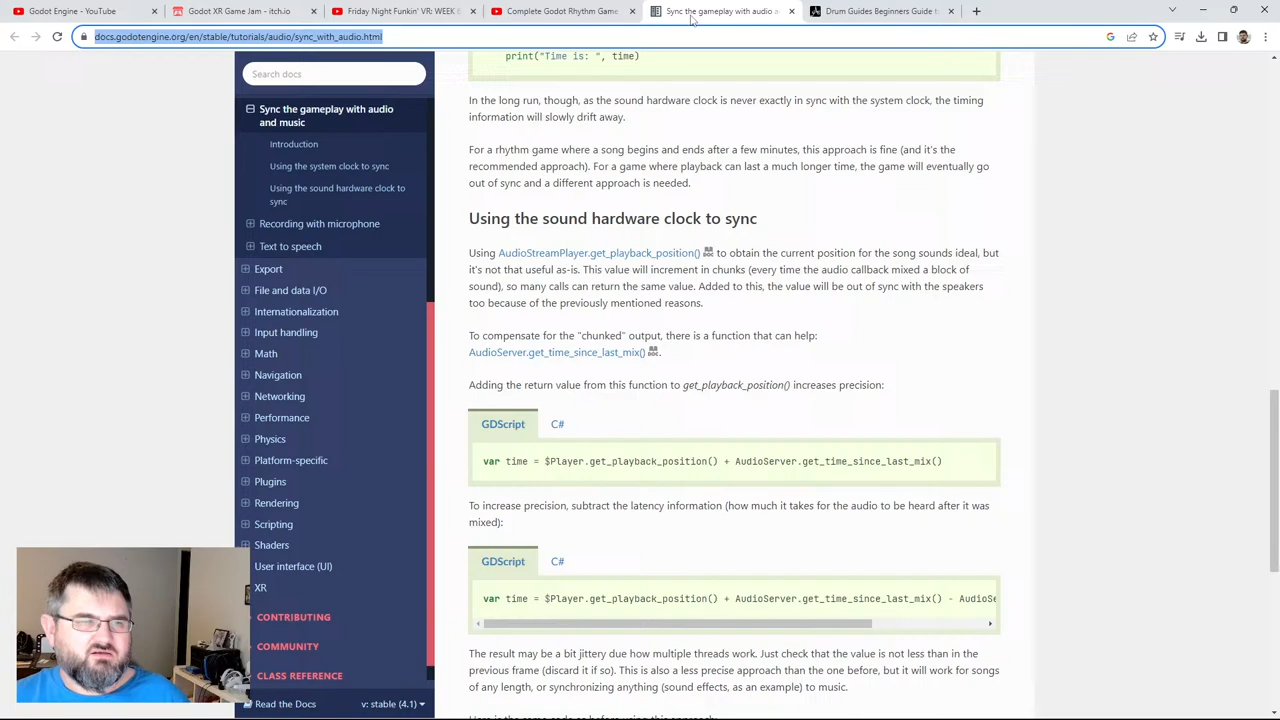 Godot Engine - YouTube
Godot XR Game Jam - itch.io
Friday Night Funkin' VR: WEEK 6
Complete Godot Rhythm Game
Sync the gameplay with audio a
Drum Guides Beginners Guide t
docs.godotengine.org/en/stable/tutorials/audio/sync_with_audio.html
Search docs
Sync the gameplay with audio
and music
Introduction
Using the system clock to sync
Using the sound hardware clock to
sync
Recording with microphone
Text to speech
Export
File and data I/O
Internationalization
Input handling
Math
Navigation
Networking
Performance
Physics
Platform-specific
Plugins
Rendering
Scripting
Shaders
User interface (UI)
XR
CONTRIBUTING
COMMUNITY
CLASS REFERENCE
Read the Docs
v: stable (4.1)
print("Time is: ", time)
In the long run, though, as the sound hardware clock is never exactly in sync with the system clock, the timing
information will slowly drift away.
For a rhythm game where a song begins and ends after a few minutes, this approach is fine (and it's the
recommended approach). For a game where playback can last a much longer time, the game will eventually go
out of sync and a different approach is needed.
Using the sound hardware clock to sync
Using AudioStreamPlayer.get_playback_position() to obtain the current position for the song sounds ideal, but
it's not that useful as-is. This value will increment in chunks (every time the audio callback mixed a block of
sound), so many calls can return the same value. Added to this, the value will be out of sync with the speakers
too because of the previously mentioned reasons.
To compensate for the "chunked" output, there is a function that can help:
AudioServer.get_time_since_last_mix().
Adding the return value from this function to get_playback_position() increases precision:
GDScript C#
var time = $Player.get_playback_position() + AudioServer.get_time_since_last_mix()
To increase precision, subtract the latency information (how much it takes for the audio to be heard after it was
mixed):
GDScript C#
var time = $Player.get_playback_position() + AudioServer.get_time_since_last_mix() - AudioSe
The result may be a bit jittery due how multiple threads work. Just check that the value is not less than in the
previous frame (discard it if so). This is also a less precise approach than the one before, but it will work for songs
of any length, or synchronizing anything (sound effects, as an example) to music.
Here is the same code as before using this approach: